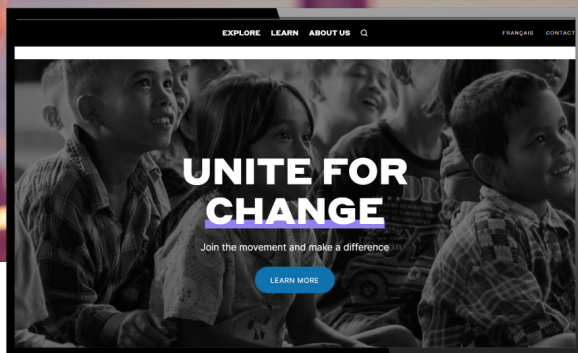 EXPLORE LEARN ABOUT US
FRANÇAIS CONTACT
UNITE FOR
CHANGE
Join the movement and make a difference
LEARN MORE